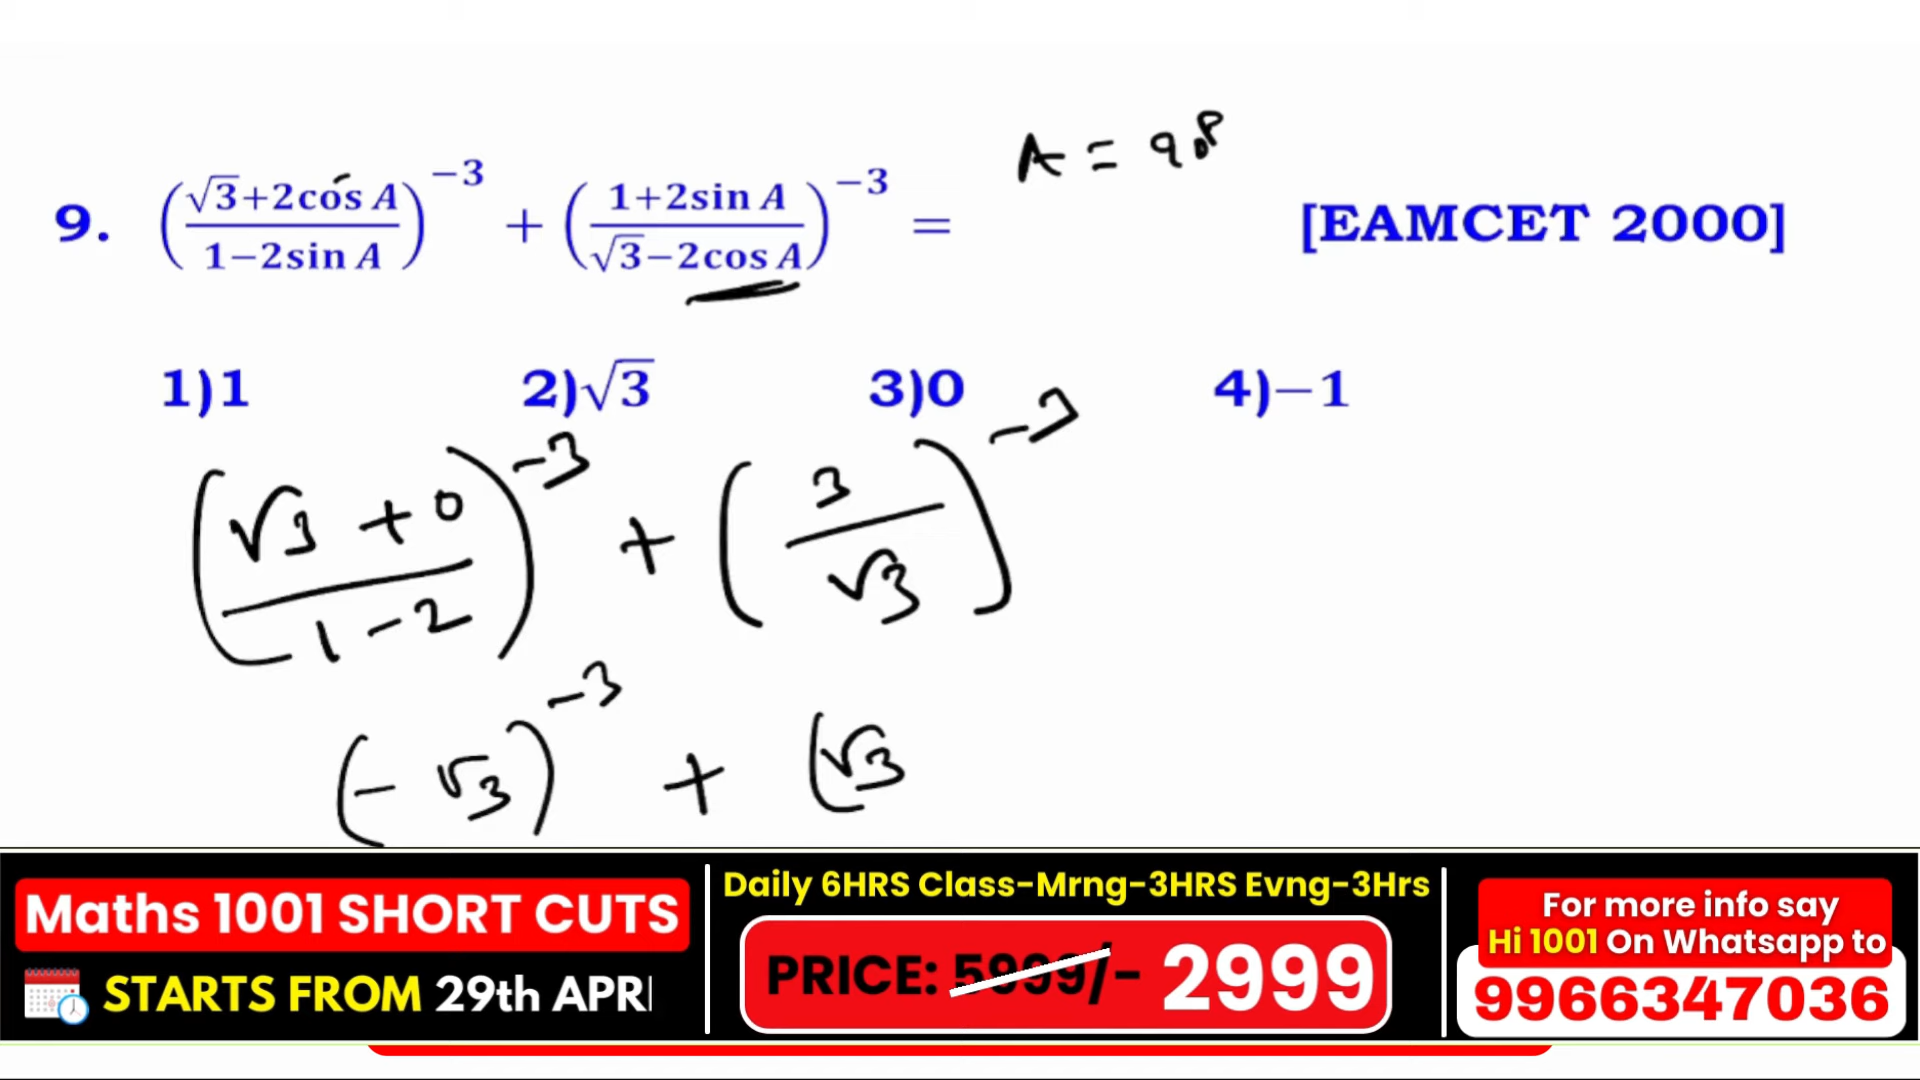 A = 90°
9. (√3+2cos A / 1−2sin A)^−3 + (1+2sin A / √3−2cos A)^−3 = [EAMCET 2000]
1)1 2)√3 3)0 4)−1
(√3 + 0 / 1 − 2)^−3 + (3 / √3)^−3
(− √3)^−3 + (√3
Maths 1001 SHORT CUTS
STARTS FROM 29th APRI
Daily 6HRS Class-Mrng-3HRS Evng-3Hrs
PRICE: 5999/- 2999
For more info say
Hi 1001 On Whatsapp to
9966347036